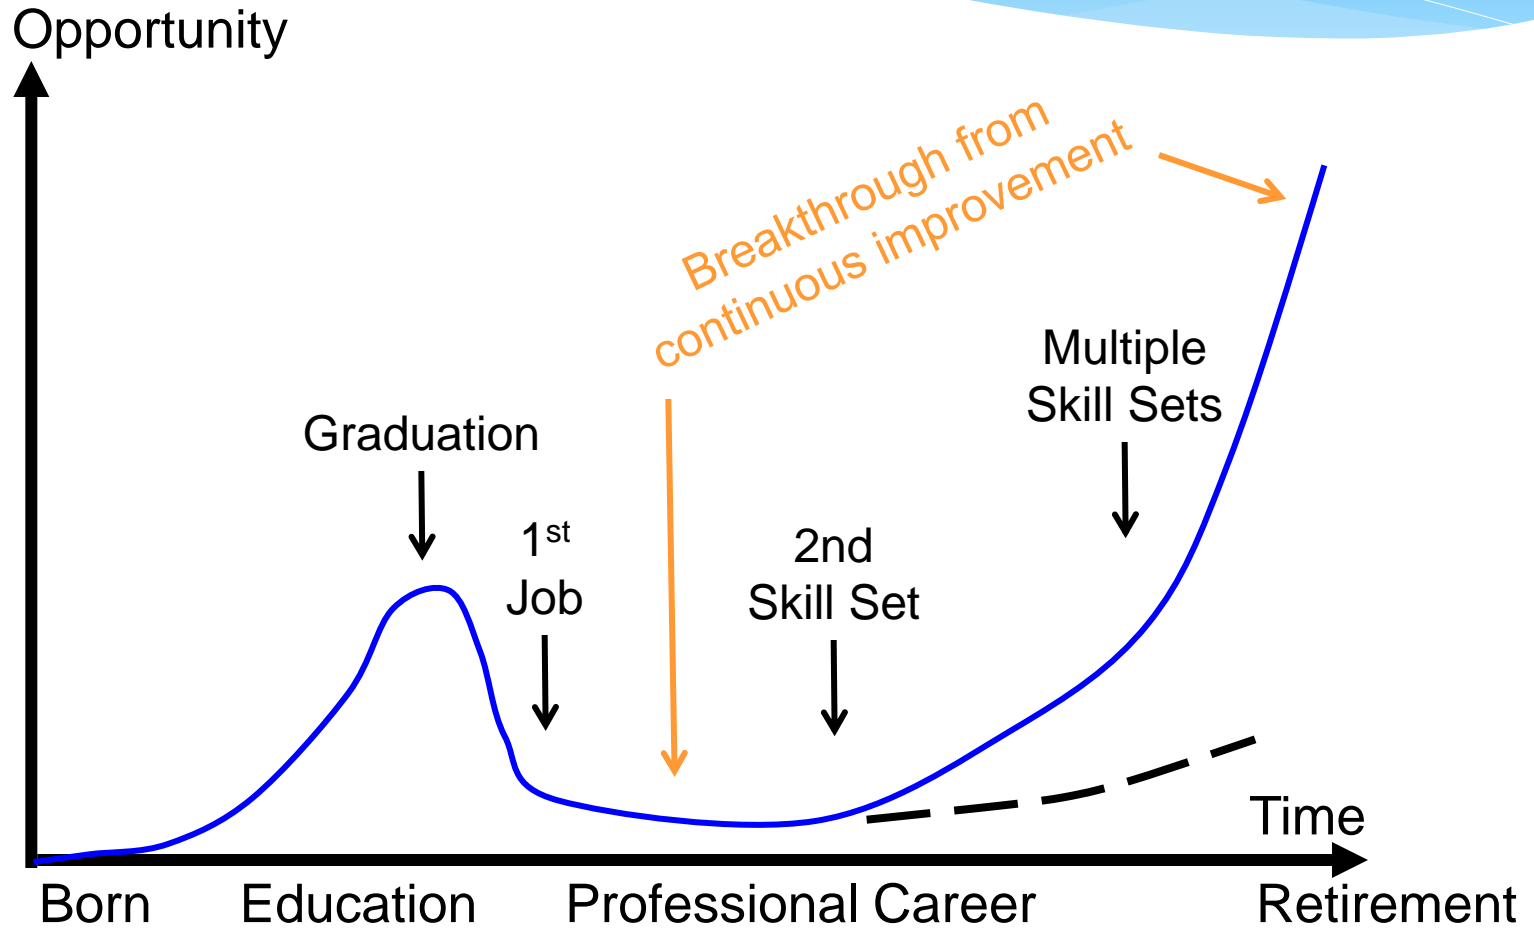 Opportunity
Breakthrough from
continuous improvement
Multiple
Skill Sets
Graduation
1st
Job
2nd
Skill Set
Time
Born
Education
Professional Career
Retirement